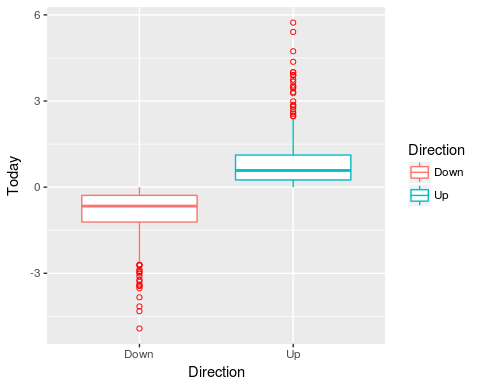 6
3
0
-3
Today
Down
Up
Direction
Direction
Down
Up